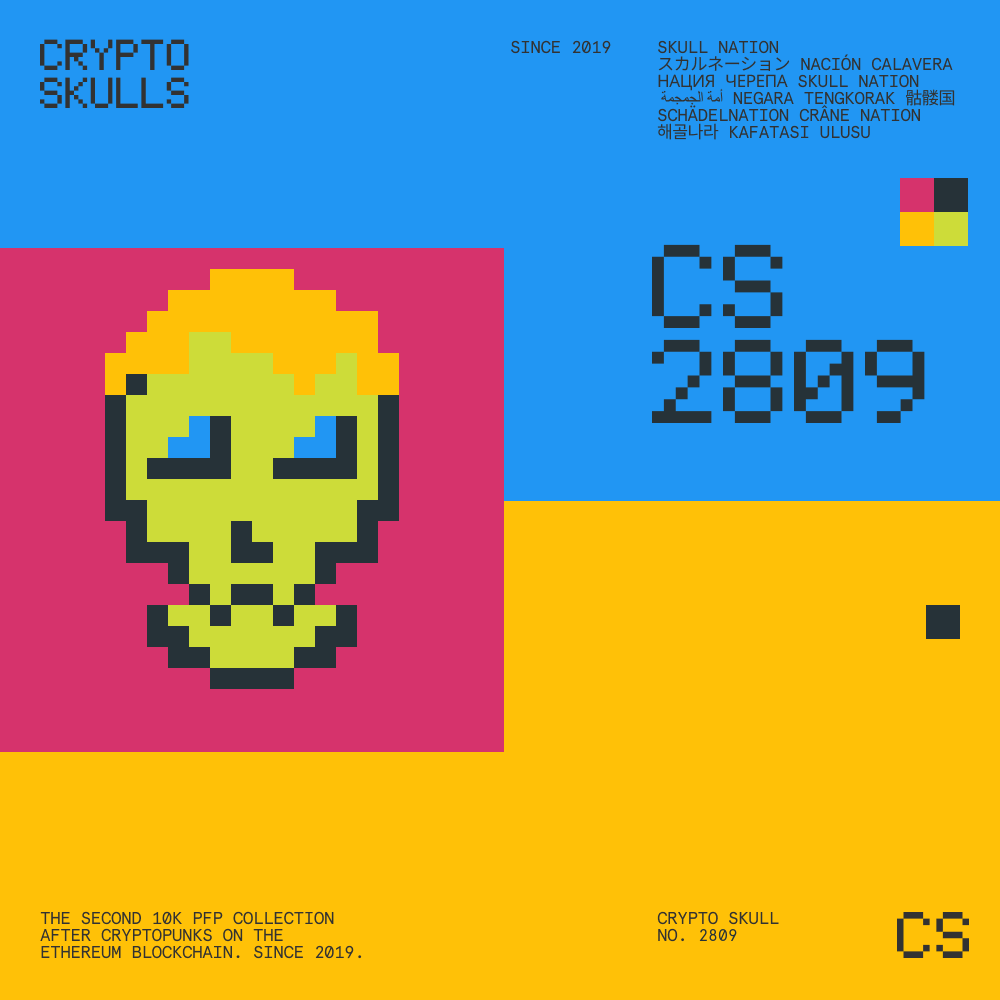 CRYPTO
SKULLS
SINCE 2019
SKULL NATION
スカルネーション NACIÓN CALAVERA
НАЦИЯ ЧЕРЕПА SKULL NATION
أمة الجمجمة NEGARA TENGKORAK 骷髅国
SCHÄDELNATION CRÂNE NATION
해골나라 KAFATASI ULUSU
CS
2809
THE SECOND 10K PFP COLLECTION
AFTER CRYPTOPUNKS ON THE
ETHEREUM BLOCKCHAIN. SINCE 2019.
CRYPTO SKULL
NO. 2809
CS